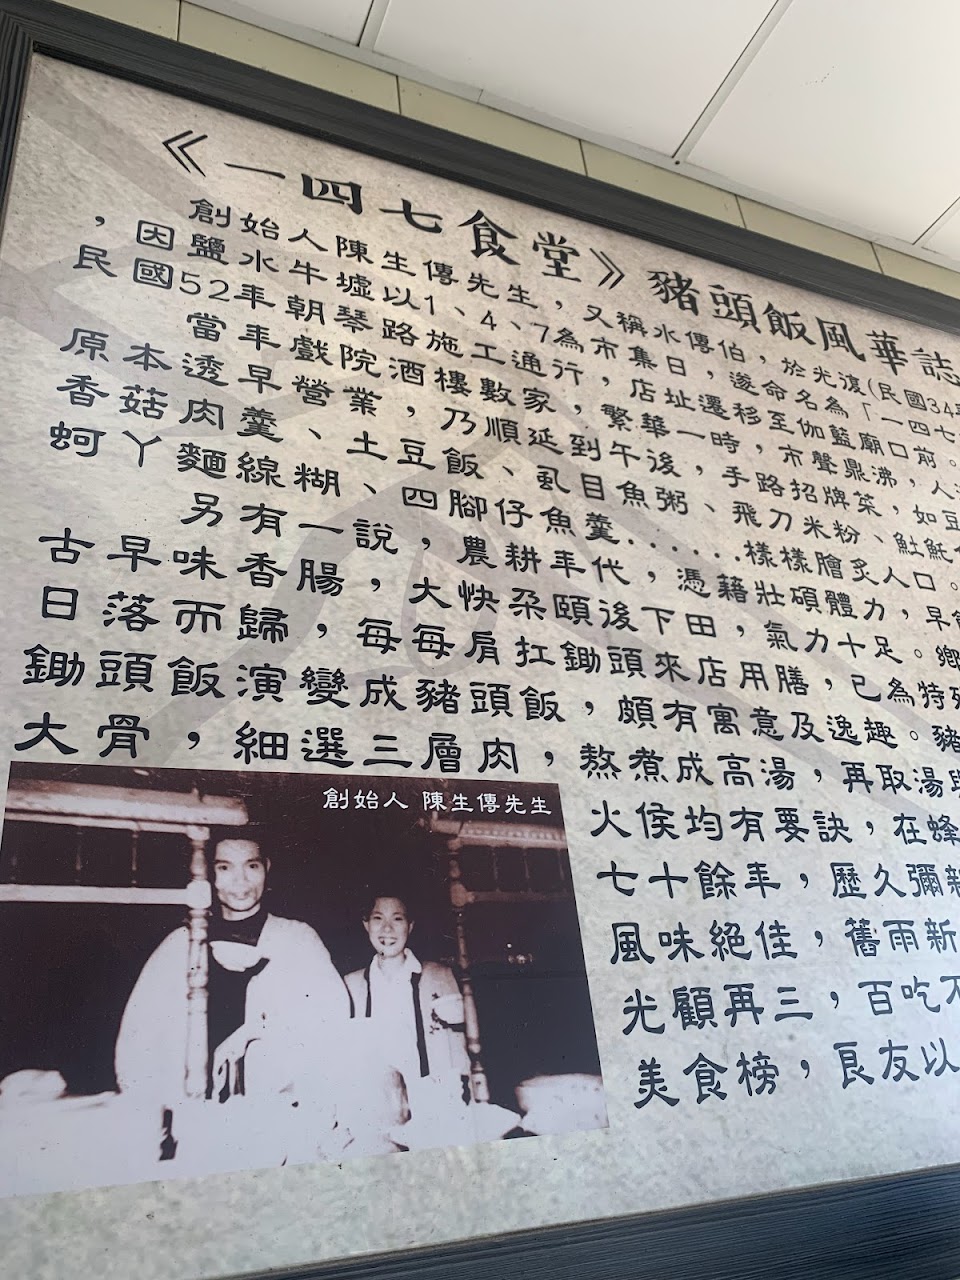 《一四七食堂》豬頭飯風華誌
創始人陳生傳先生，又稱水傳伯，於光復(民國34年
，因鹽水牛墟以1、4、7為市集日，遂命名為「一四七
民國52年朝琴路施工通行，店址遷移至伽藍廟口前。
當年戲院酒樓數家，繁華一時，市聲鼎沸，人
原本透早營業，乃順延到午後，手路招牌菜，如豆
香菇肉羹、土豆飯、虱目魚粥、飛刀米粉、魠魠
蚵丫麵線糊、四腳仔魚羹......樣樣膾炙人口。
另有一說，農耕年代，憑藉壯碩體力，早
古早味香腸，大快朵頤後下田，氣力十足。鄉
日落而歸，每每肩扛鋤頭來店用膳，已為特殊
鋤頭飯演變成豬頭飯，頗有寓意及逸趣。豬
大骨，細選三層肉，熬煮成高湯，再取湯與
火侯均有要訣，在蜂
七十餘年，歷久彌新
風味絕佳，舊雨新
光顧再三，百吃不
美食榜，良友以
創始人 陳生傳先生